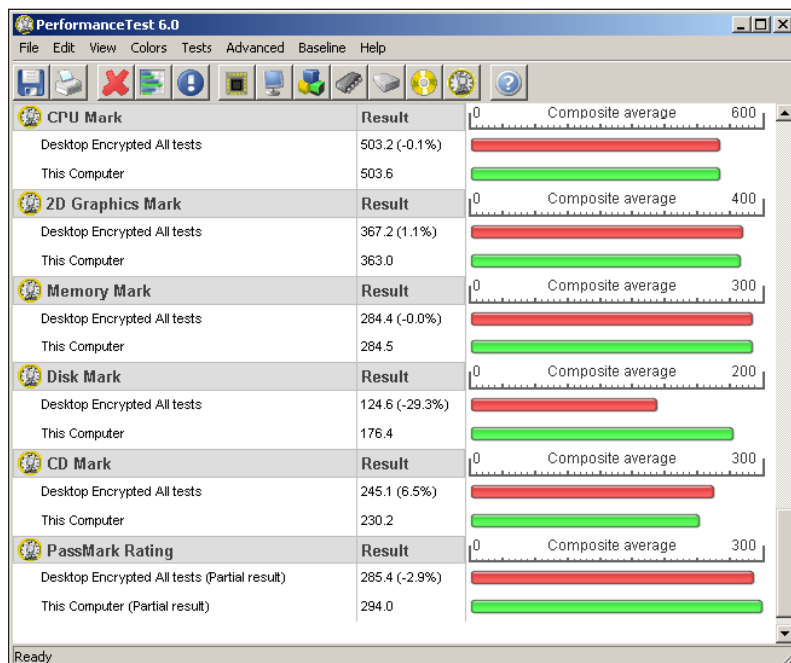 PerformanceTest 6.0
File Edit View Colors Tests Advanced Baseline Help
CPU Mark Result 0 Composite average 600
Desktop Encrypted All tests 503.2 (-0.1%)
This Computer 503.6
2D Graphics Mark Result 0 Composite average 400
Desktop Encrypted All tests 367.2 (1.1%)
This Computer 363.0
Memory Mark Result 0 Composite average 300
Desktop Encrypted All tests 284.4 (-0.0%)
This Computer 284.5
Disk Mark Result 0 Composite average 200
Desktop Encrypted All tests 124.6 (-29.3%)
This Computer 176.4
CD Mark Result 0 Composite average 300
Desktop Encrypted All tests 245.1 (6.5%)
This Computer 230.2
PassMark Rating Result 0 Composite average 300
Desktop Encrypted All tests (Partial result) 285.4 (-2.9%)
This Computer (Partial result) 294.0
Ready